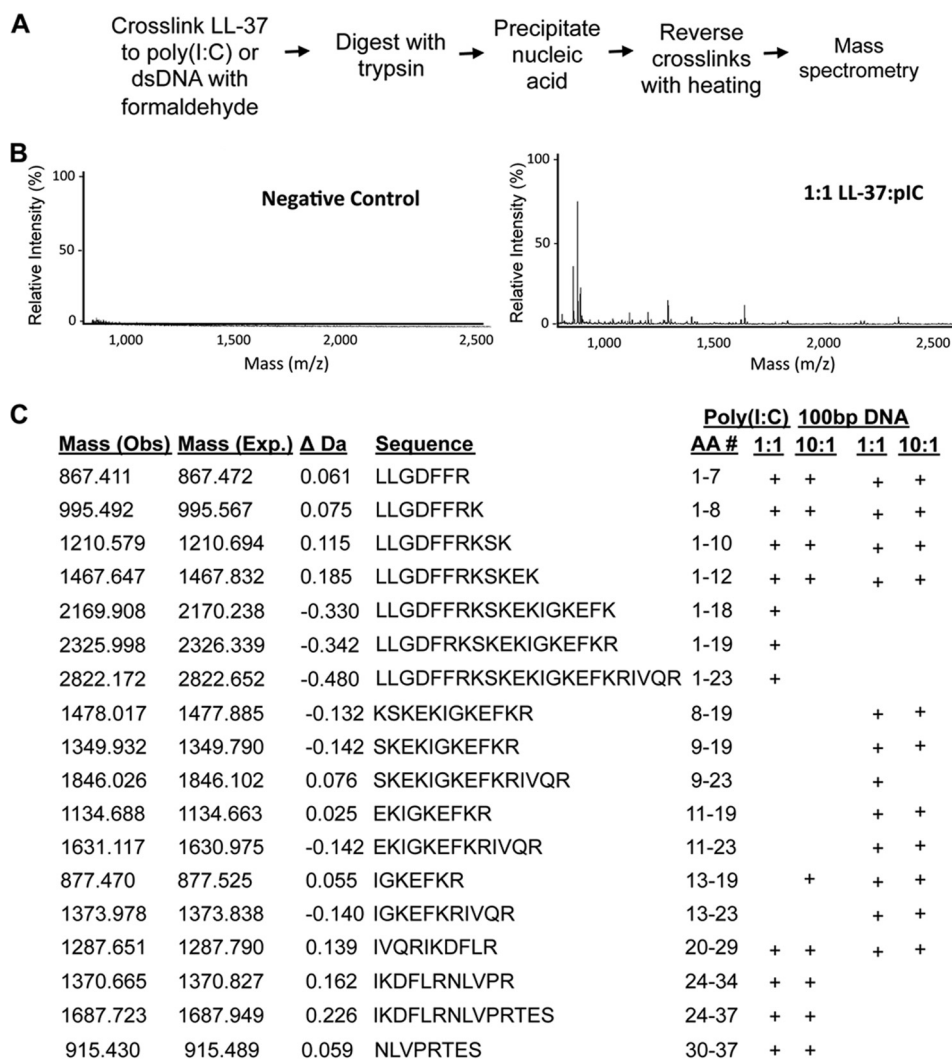 A
Crosslink LL-37
to poly(I:C) or
dsDNA with
formaldehyde
Digest with
trypsin
Precipitate
nucleic
acid
Reverse
crosslinks
with heating
Mass
spectrometry
B
Relative Intensity (%)
100
50
0
Negative Control
1,000 1,500 2,000 2,500
Mass (m/z)
Relative Intensity (%)
100
50
0
1:1 LL-37:pIC
1,000 1,500 2,000 2,500
Mass (m/z)
C
Poly(I:C) 100bp DNA
Mass (Obs) Mass (Exp.) Δ Da Sequence AA # 1:1 10:1 1:1 10:1
867.411 867.472 0.061 LLGDFFR 1-7 + + + +
995.492 995.567 0.075 LLGDFFRK 1-8 + + + +
1210.579 1210.694 0.115 LLGDFFRKSK 1-10 + + + +
1467.647 1467.832 0.185 LLGDFFRKSKEK 1-12 + + + +
2169.908 2170.238 -0.330 LLGDFFRKSKEKIGKEFK 1-18 +
2325.998 2326.339 -0.342 LLGDFRKSKEKIGKEFKR 1-19 +
2822.172 2822.652 -0.480 LLGDFFRKSKEKIGKEFKRIVQR 1-23 +
1478.017 1477.885 -0.132 KSKEKIGKEFKR 8-19 + +
1349.932 1349.790 -0.142 SKEKIGKEFKR 9-19 + +
1846.026 1846.102 0.076 SKEKIGKEFKRIVQR 9-23 +
1134.688 1134.663 0.025 EKIGKEFKR 11-19 + +
1631.117 1630.975 -0.142 EKIGKEFKRIVQR 11-23 + +
877.470 877.525 0.055 IGKEFKR 13-19 + + +
1373.978 1373.838 -0.140 IGKEFKRIVQR 13-23 + +
1287.651 1287.790 0.139 IVQRIKDFLR 20-29 + + + +
1370.665 1370.827 0.162 IKDFLRNLVPR 24-34 + +
1687.723 1687.949 0.226 IKDFLRNLVPRTES 24-37 + +
915.430 915.489 0.059 NLVPRTES 30-37 + +